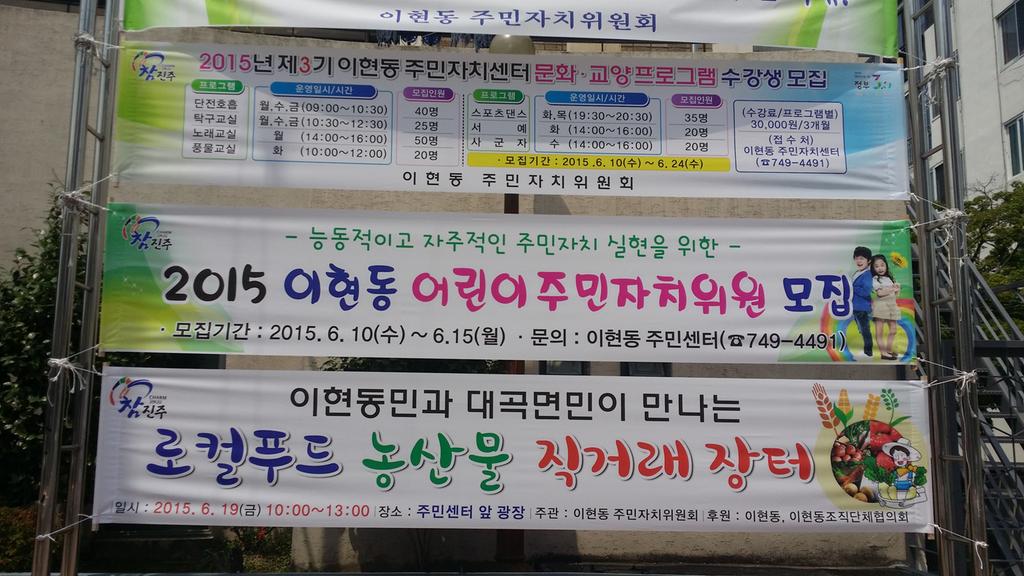 이현동 주민자치위원회
참진주
2015년 제3기 이현동 주민자치센터 문화·교양프로그램 수강생 모집
정부 3.0
프로그램 운영일시/시간 모집인원 프로그램 운영일시/시간 모집인원
단전호흡 월,수,금 (09:00~10:30) 40명 스포츠댄스 화,목 (19:30~20:30) 35명
탁구교실 월,수,금 (10:30~12:30) 25명 서 예 화 (14:00~16:00) 20명
노래교실 월 (14:00~16:00) 50명 사 군 자 수 (14:00~16:00) 20명
풍물교실 화 (10:00~12:00) 20명
(수강료/프로그램별)
30,000원/3개월
(접 수 처)
이현동 주민자치센터
(☎749-4491)
· 모집기간 : 2015. 6. 10(수) ~ 6. 24(수)
이현동 주민자치위원회
CHARM JINJU
참진주
- 능동적이고 자주적인 주민자치 실현을 위한 -
2015 이현동 어린이주민자치위원 모집
· 모집기간 : 2015. 6. 10(수) ~ 6.15(월) · 문의 : 이현동 주민센터(☎749-4491)
CHARM JINJU
참진주
이현동민과 대곡면민이 만나는
로컬푸드 농산물 직거래 장터
일시 : 2015. 6. 19(금) 10:00~13:00 | 장소 : 주민센터 앞 광장 | 주관 : 이현동 주민자치위원회 | 후원 : 이현동, 이현동조직단체협의회